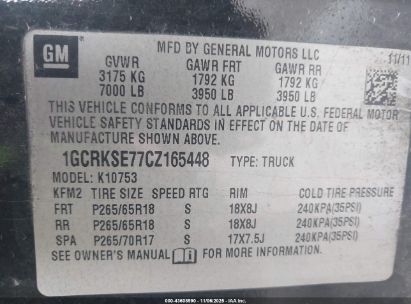 GM
MFD BY GENERAL MOTORS LLC
11/11
GVWR GAWR FRT GAWR RR
3175 KG 1792 KG 1792 KG
7000 LB 3950 LB 3950 LB
THIS VEHICLE CONFORMS TO ALL APPLICABLE U.S. FEDERAL MOTOR
VEHICLE SAFETY STANDARDS IN EFFECT ON THE DATE OF
MANUFACTURE SHOWN ABOVE.
1GCRKSE77CZ165448 TYPE: TRUCK
MODEL: K10753
KFM2 TIRE SIZE SPEED RTG RIM COLD TIRE PRESSURE
FRT P265/65R18 S 18X8J 240KPA(35PSI)
RR P265/65R18 S 18X8J 240KPA(35PSI)
SPA P265/70R17 S 17X7.5J 240KPA(35PSI)
SEE OWNER'S MANUAL FOR MORE INFORMATION.